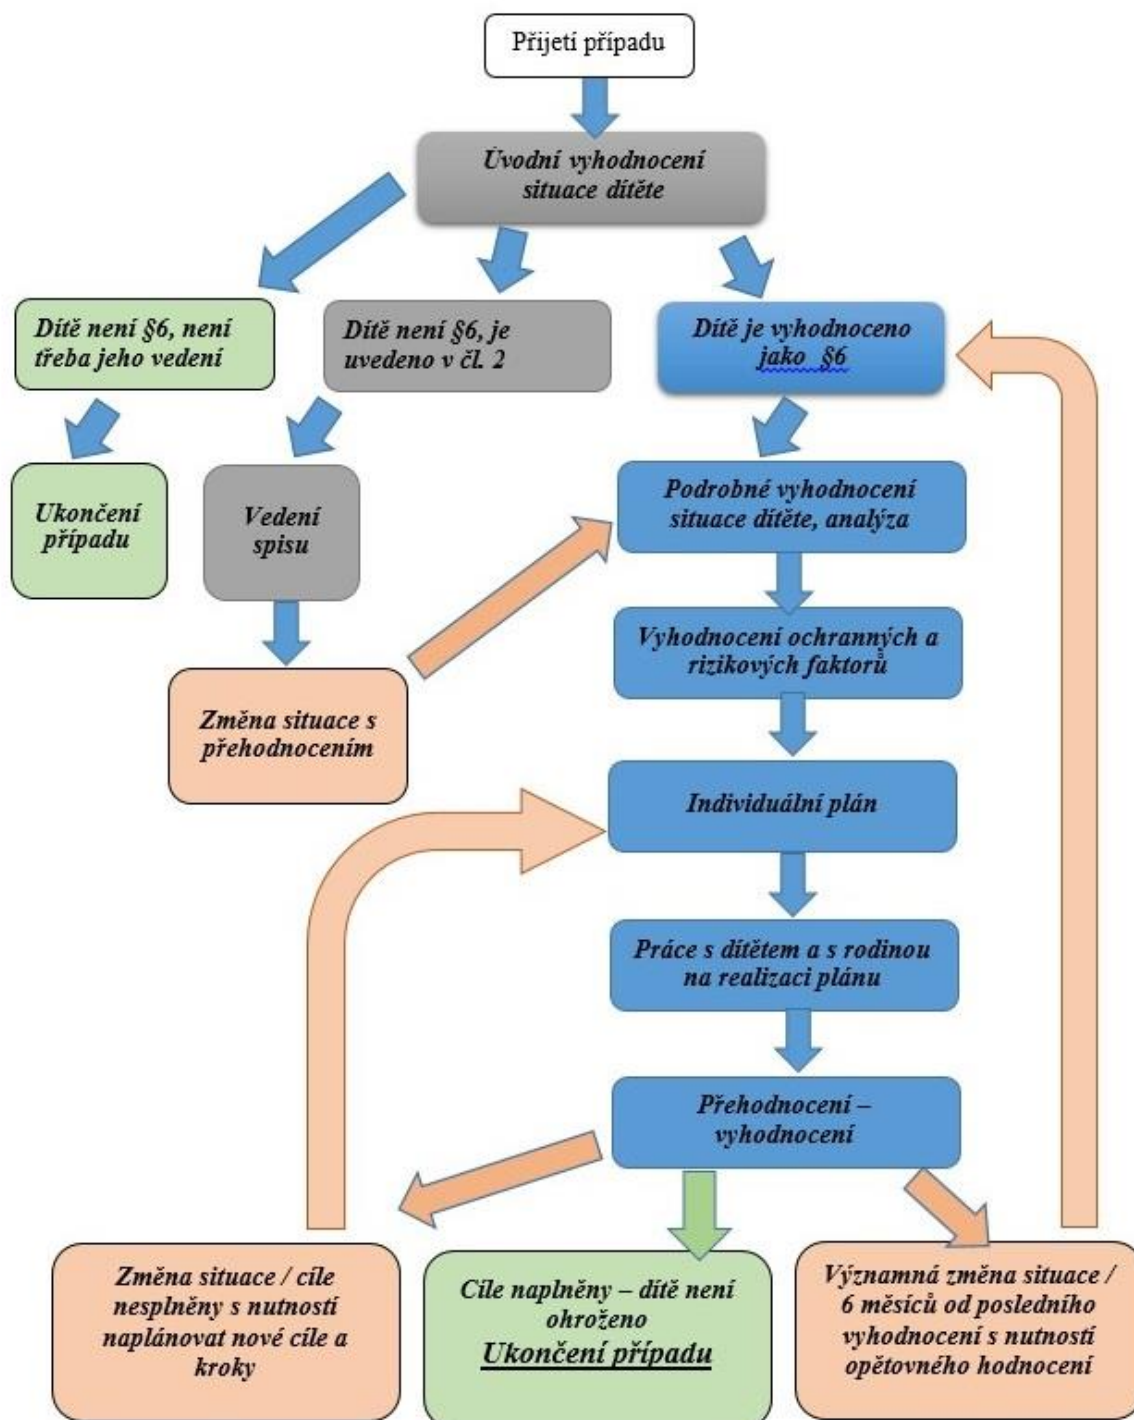 Přijetí případu
Úvodní vyhodnocení
situace dítěte
Dítě není §6, není
třeba jeho vedení
Dítě není §6, je
uvedeno v čl. 2
Dítě je vyhodnoceno
jako §6
Ukončení
případu
Vedení
spisu
Podrobné vyhodnocení
situace dítěte, analýza
Vyhodnocení ochranných a
rizikových faktorů
Změna situace s
přehodnocením
Individuální plán
Práce s dítětem a s rodinou
na realizaci plánu
Přehodnocení –
vyhodnocení
Změna situace / cíle
nesplněny s nutností
naplánovat nové cíle a
kroky
Cíle naplněny – dítě není
ohroženo
Ukončení případu
Významná změna situace /
6 měsíců od posledního
vyhodnocení s nutností
opětovného hodnocení